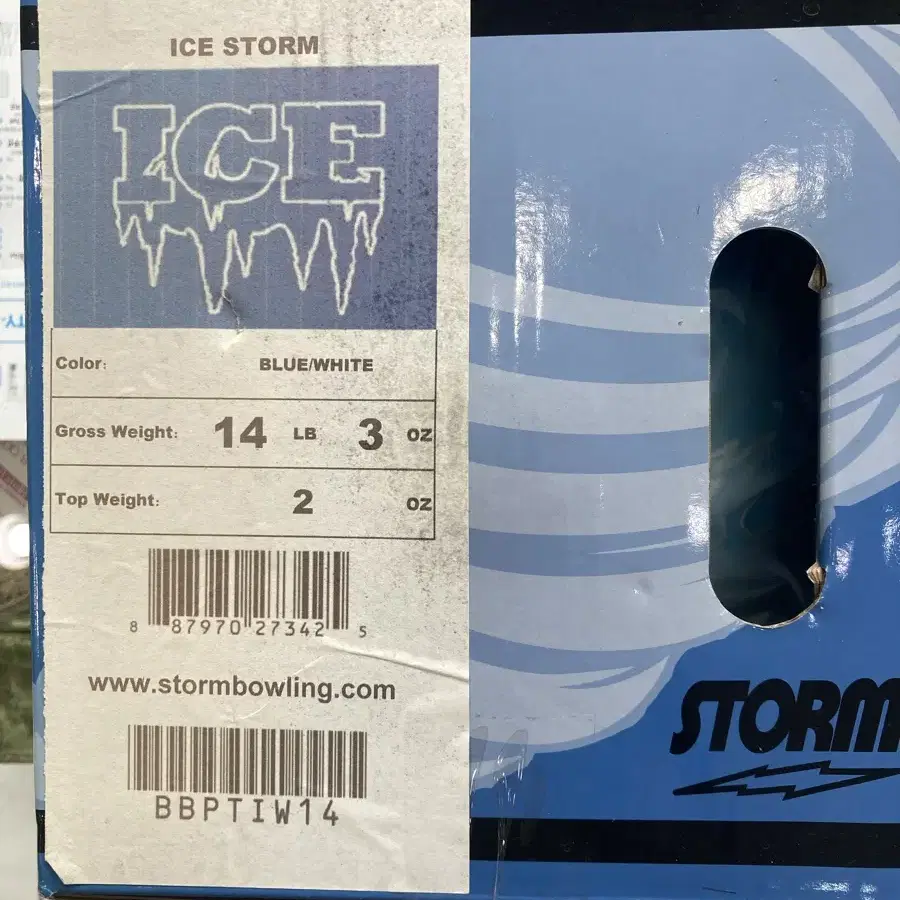 ICE STORM
ICE
Color: BLUE/WHITE
Gross Weight: 14 LB 3 OZ
Top Weight: 2 OZ
8 87970 27342 5
www.stormbowling.com
BBPTIW14
STORM